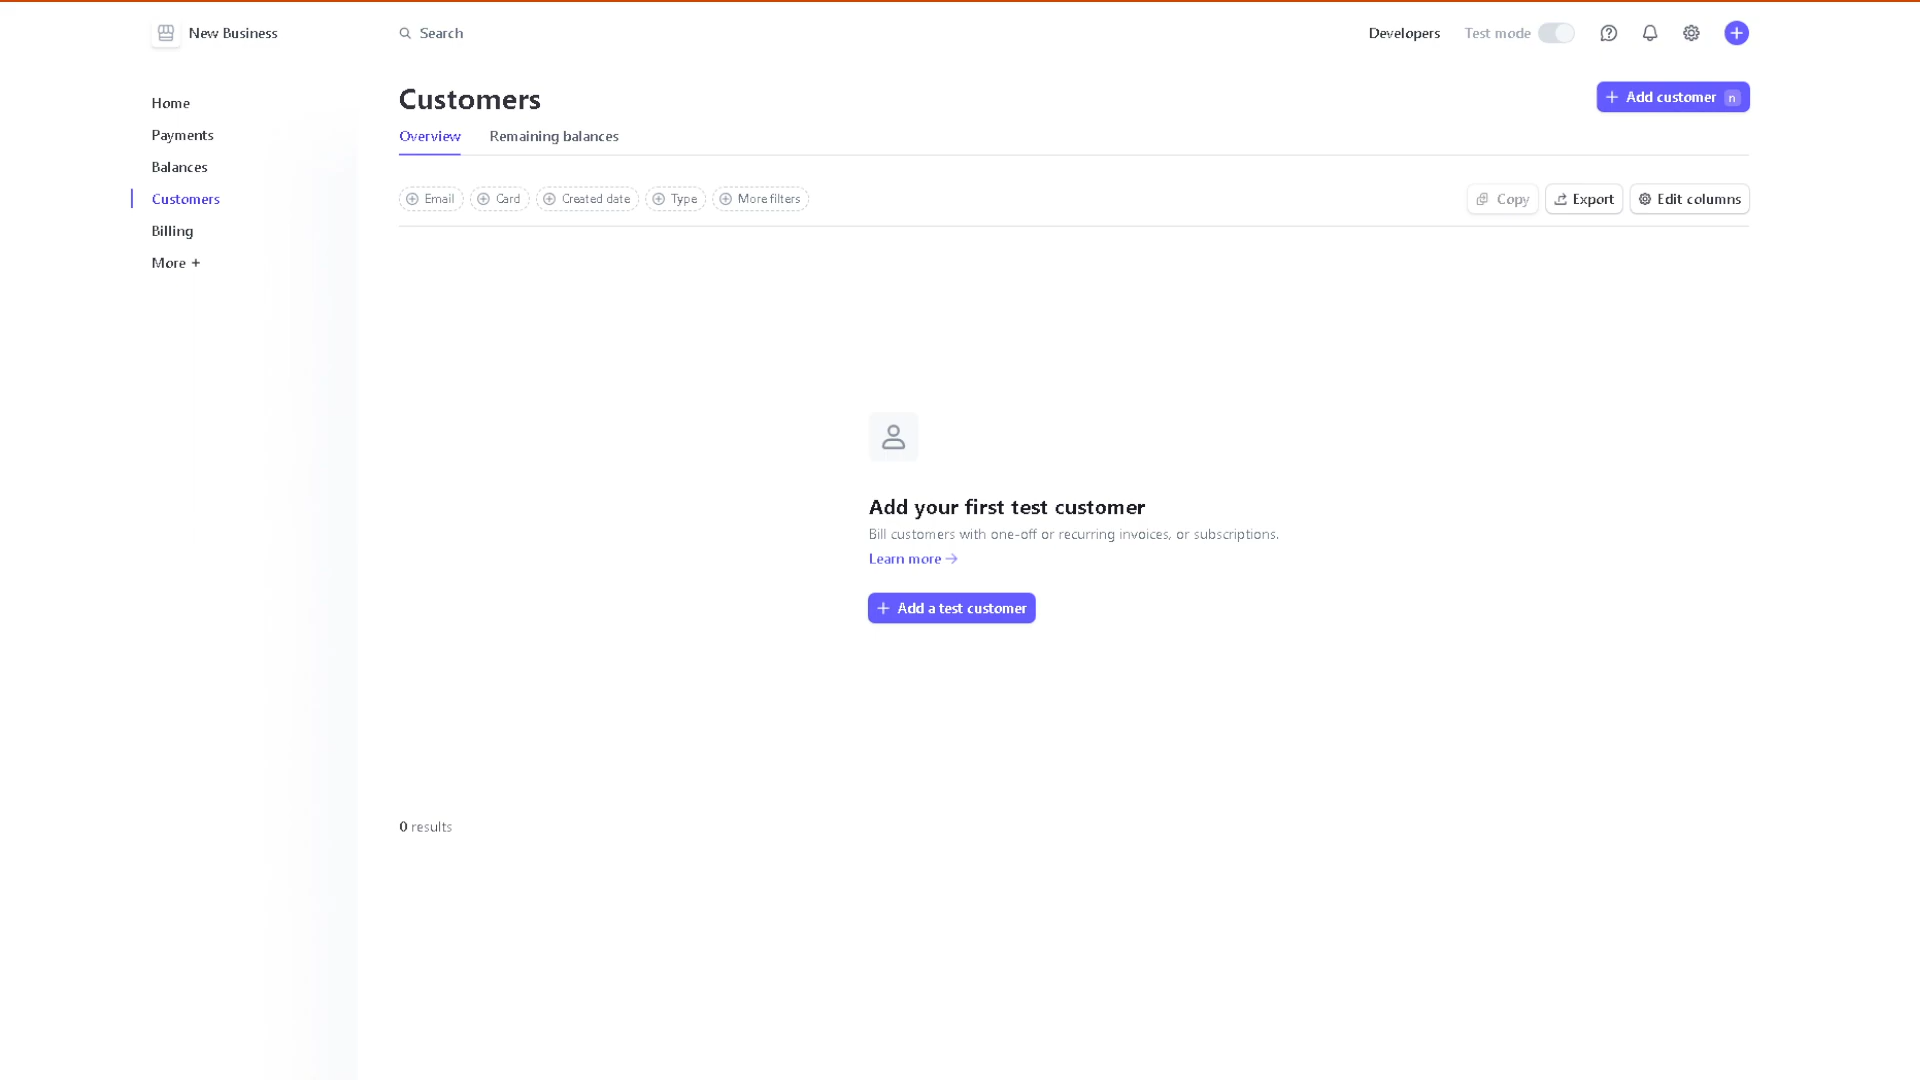 New Business
Search
Developers
Test mode
Home
Payments
Balances
Customers
Billing
More +
Customers
Add customer n
Overview
Remaining balances
Email
Card
Created date
Type
More filters
Copy
Export
Edit columns
Add your first test customer
Bill customers with one-off or recurring invoices, or subscriptions.
Learn more →
Add a test customer
0 results